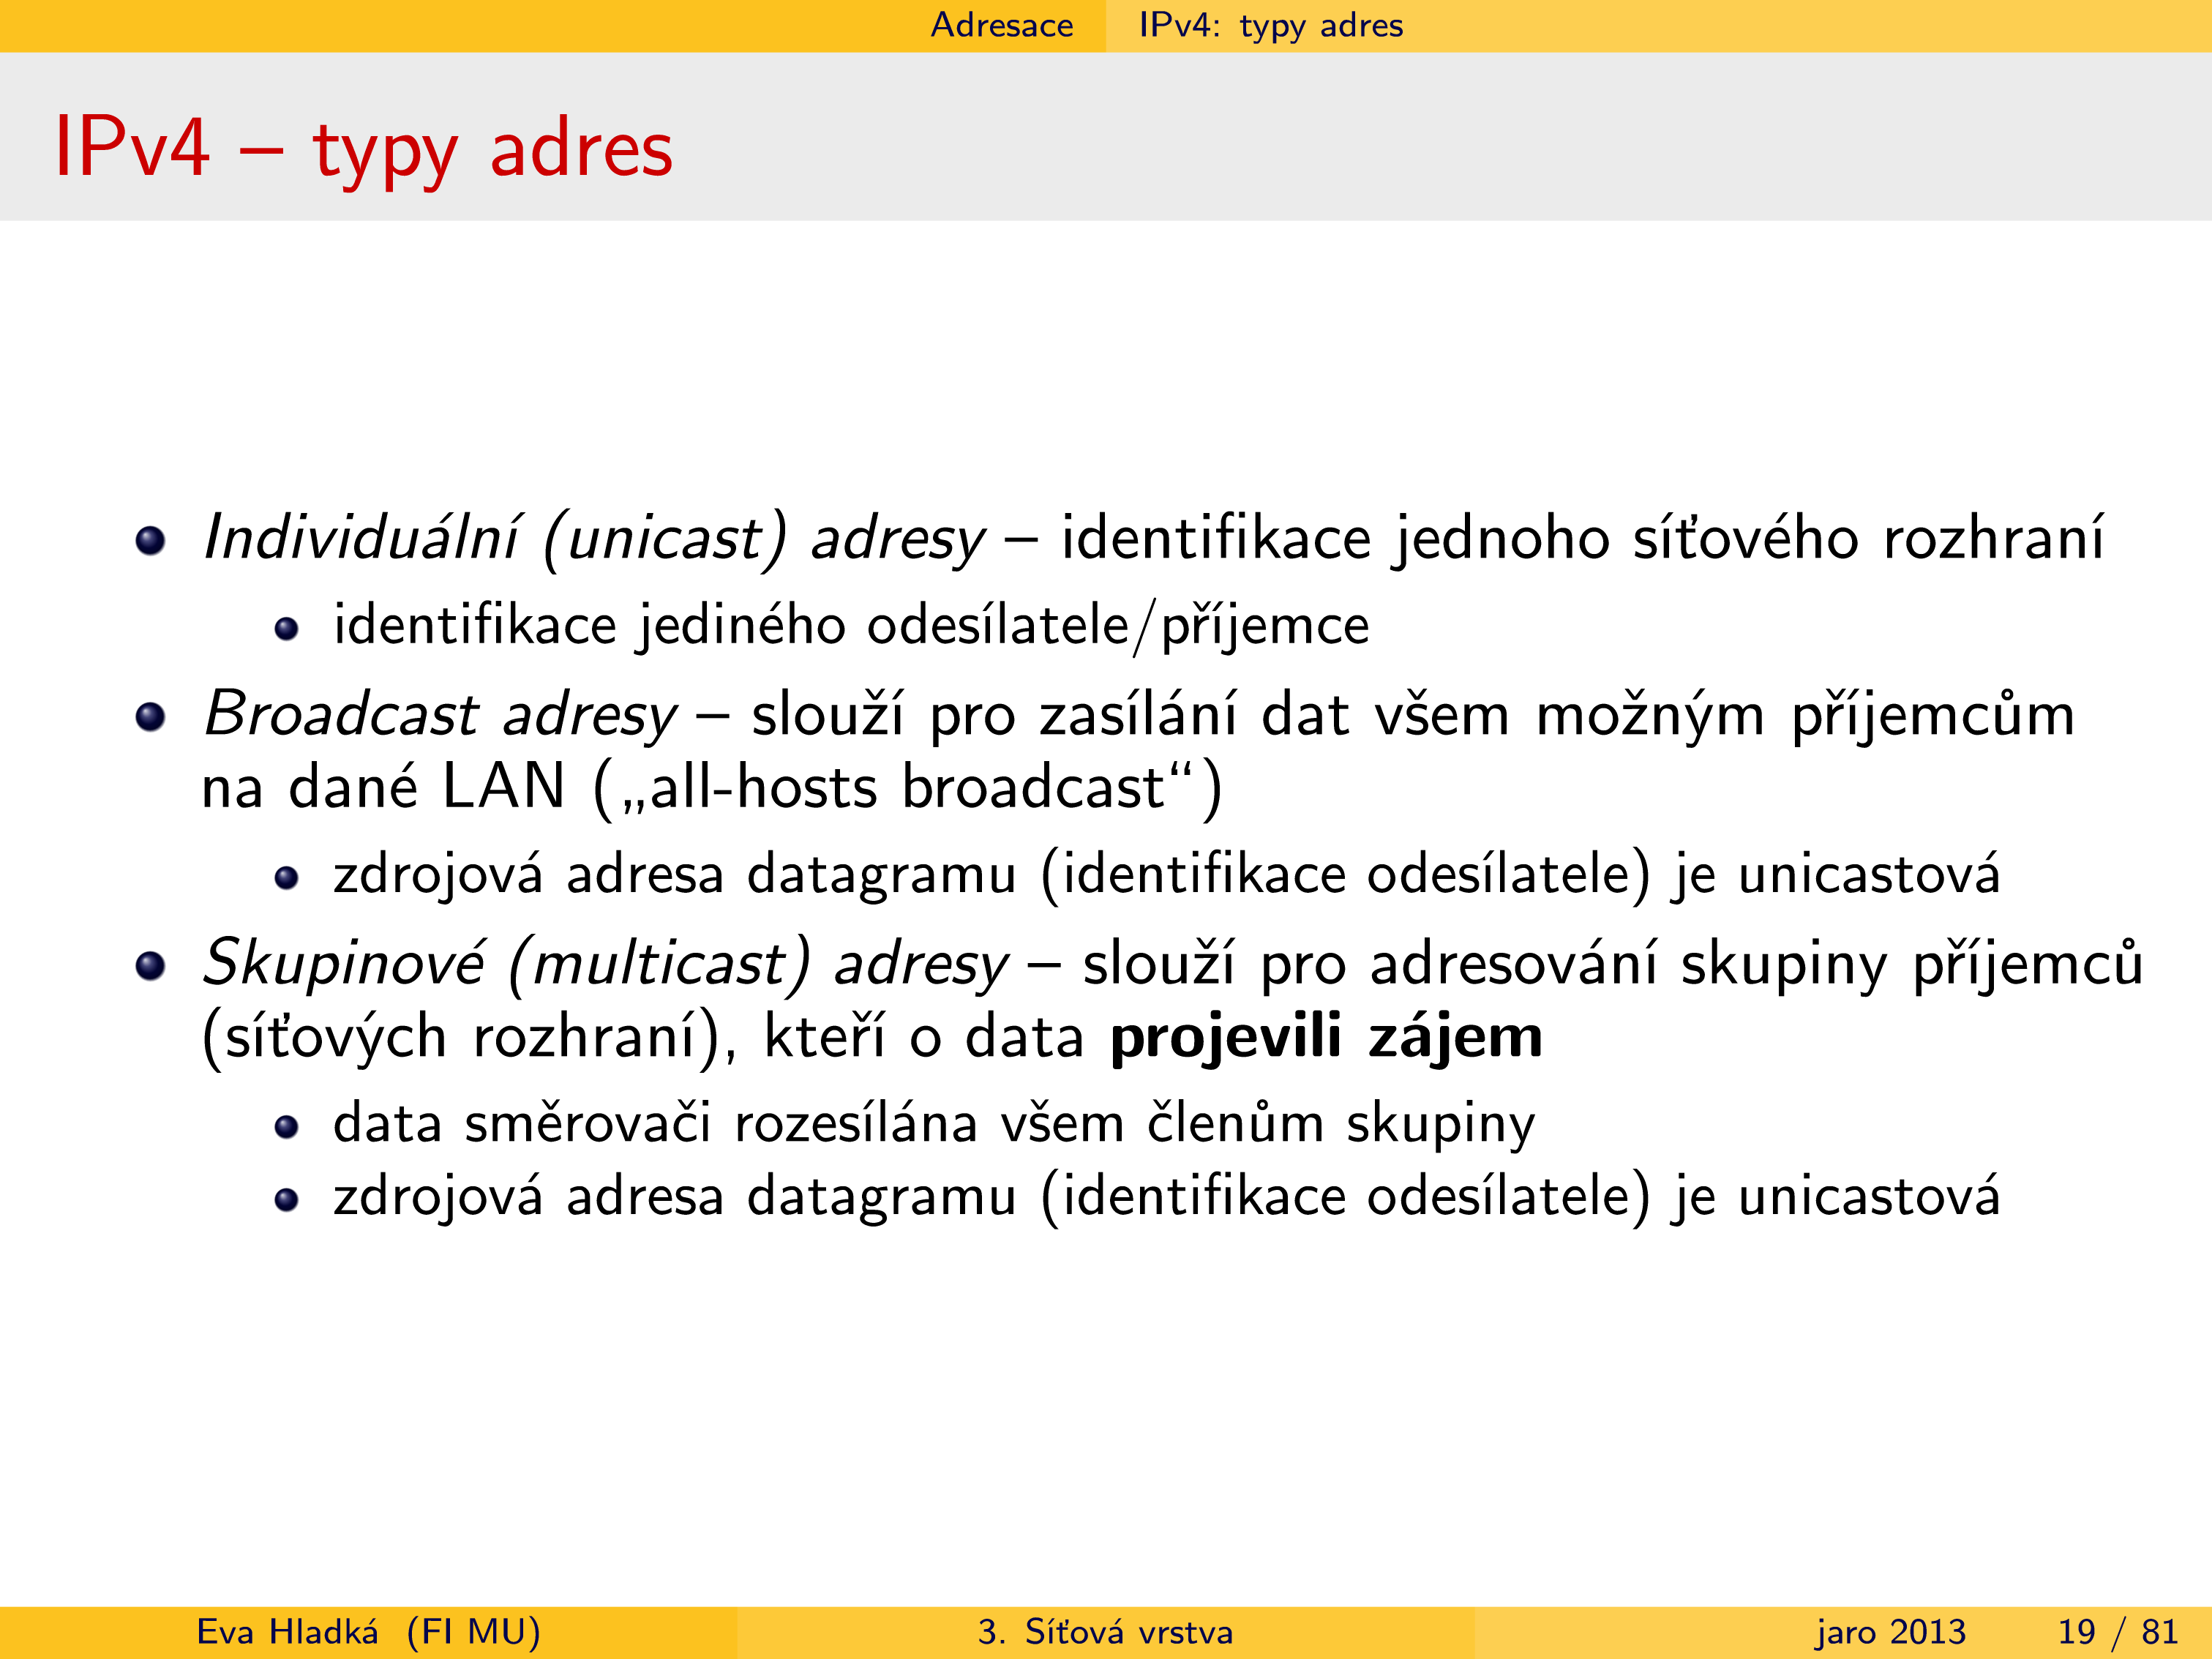 Adresace IPv4: typy adres
IPv4 – typy adres
Individuální (unicast) adresy – identifikace jednoho síťového rozhraní
identifikace jediného odesílatele/příjemce
Broadcast adresy – slouží pro zasílání dat všem možným příjemcům
na dané LAN („all-hosts broadcast“)
zdrojová adresa datagramu (identifikace odesílatele) je unicastová
Skupinové (multicast) adresy – slouží pro adresování skupiny příjemců
(síťových rozhraní), kteří o data projevili zájem
data směrovači rozesílána všem členům skupiny
zdrojová adresa datagramu (identifikace odesílatele) je unicastová
Eva Hladká (FI MU) 3. Síťová vrstva jaro 2013 19 / 81